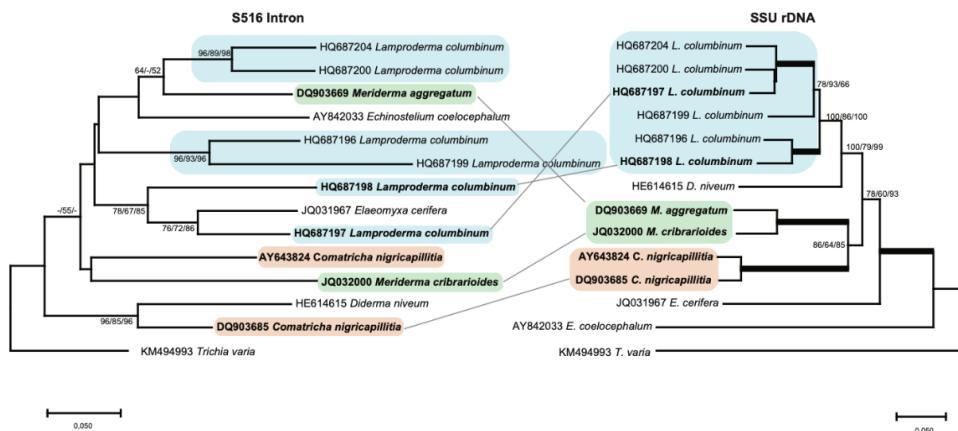 S516 Intron
HQ687204 Lamproderma columbinum
96/89/98
HQ687200 Lamproderma columbinum
64/-/52
DQ903669 Meriderma aggregatum
AY842033 Echinostelium coelocephalum
HQ687196 Lamproderma columbinum
96/93/96
HQ687199 Lamproderma columbinum
HQ687198 Lamproderma columbinum
-/55/-
78/67/85
JQ031967 Elaeomyxa cerifera
76/72/86
HQ687197 Lamproderma columbinum
AY643824 Comatricha nigricapillitia
JQ032000 Meriderma cribrarioides
HE614615 Diderma niveum
96/85/96
DQ903685 Comatricha nigricapillitia
KM494993 Trichia varia
0,050
SSU rDNA
HQ687204 L. columbinum
HQ687200 L. columbinum
78/93/66
HQ687197 L. columbinum
HQ687199 L. columbinum
100/86/100
HQ687196 L. columbinum
100/79/99
HQ687198 L. columbinum
HE614615 D. niveum
78/60/93
DQ903669 M. aggregatum
JQ032000 M. cribrarioides
86/64/85
AY643824 C. nigricapillitia
DQ903685 C. nigricapillitia
JQ031967 E. cerifera
AY842033 E. coelocephalum
KM494993 T. varia
0,050